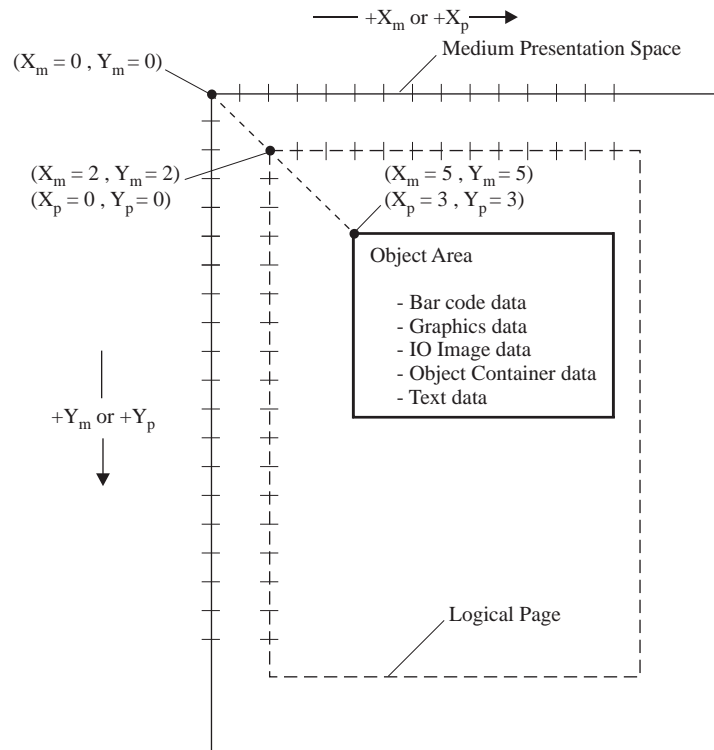 +Xm or +Xp
Medium Presentation Space
(Xm = 0 , Ym = 0)
(Xm = 2 , Ym = 2)
(Xp = 0 , Yp = 0)
(Xm = 5 , Ym = 5)
(Xp = 3 , Yp = 3)
Object Area
- Bar code data
- Graphics data
- IO Image data
- Object Container data
- Text data
+Ym or +Yp
Logical Page